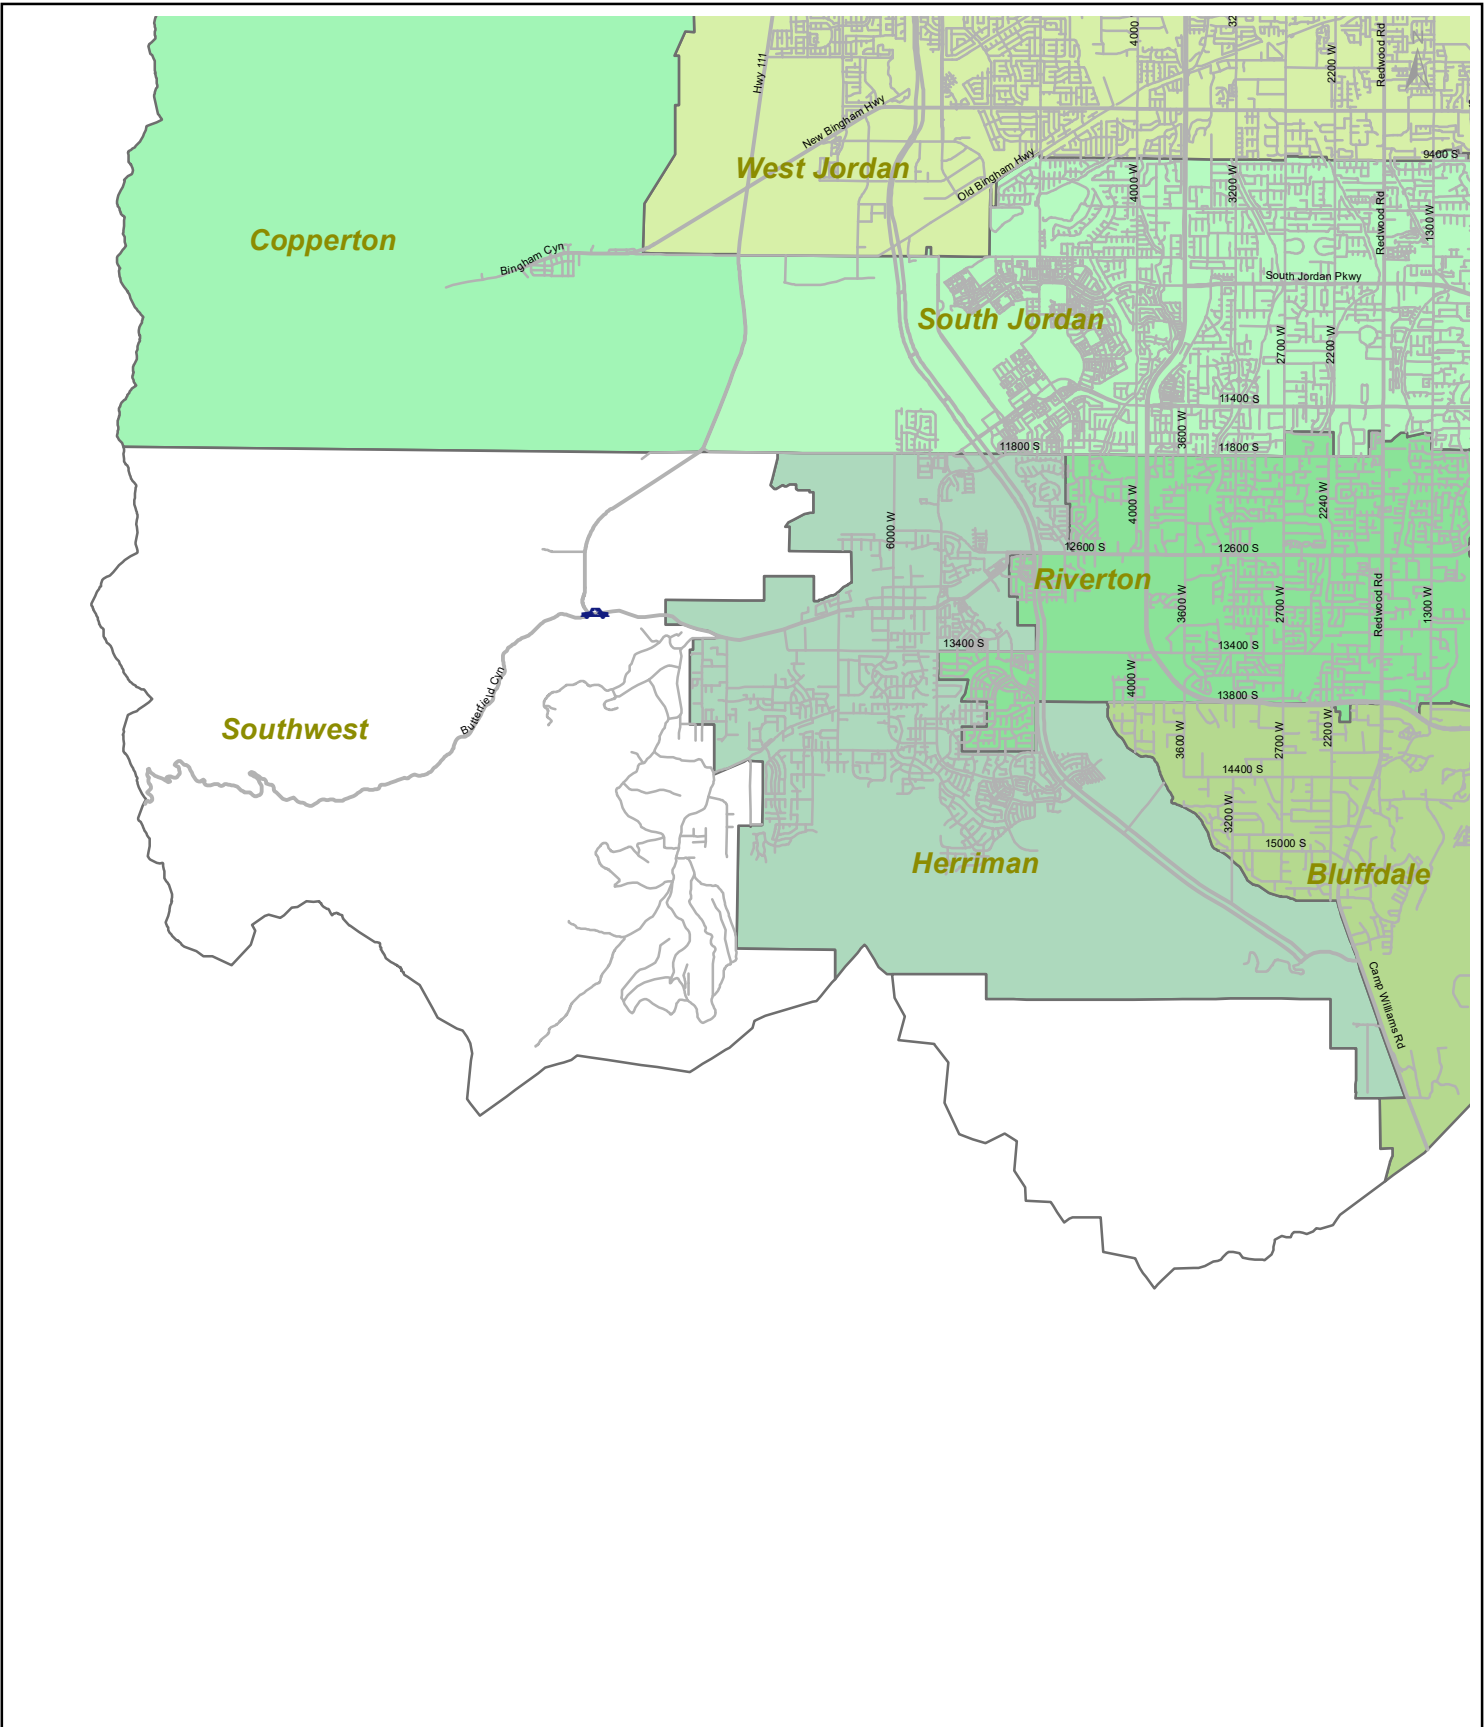 4000
32
2200 W
Redwood Rd
Hwy 111
New Bingham Hwy
West Jordan
Old Bingham Hwy
9400 S
4000 W
3200 W
Redwood Rd
1300 W
Copperton
Bingham Cyn
South Jordan Pkwy
South Jordan
2700 W
2200 W
11400 S
3600 W
11800 S
11800 S
4000 W
2240 W
6000 W
12600 S
12600 S
Riverton
3600 W
2700 W
Redwood Rd
1300 W
13400 S
13400 S
4000 W
13800 S
Butterfield Cyn
Southwest
3600 W
2700 W
2200 W
14400 S
3200 W
15000 S
Herriman
Bluffdale
Camp Williams Rd